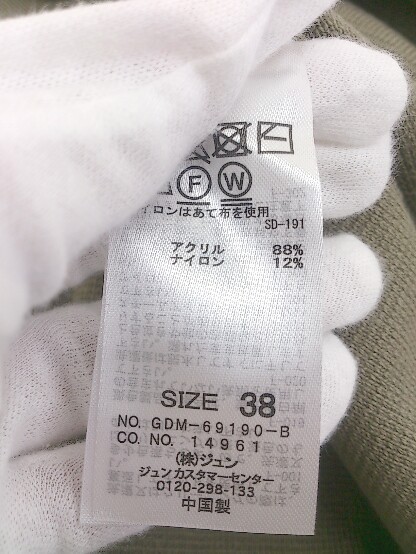 F W
イロンはあて布を使用
SD-191
アクリル 88%
ナイロン 12%
SIZE 38
NO. GDM-69190-B
CO. NO. 14961
(株)ジュン
ジュンカスタマーセンター
0120-298-133
中国製